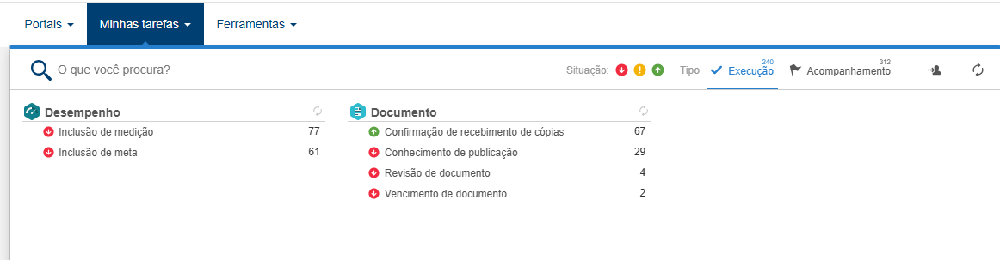 Portais Minhas tarefas Ferramentas
O que você procura? Situação: Tipo Execução 240 Acompanhamento 312
Desempenho
Inclusão de medição 77
Inclusão de meta 61
Documento
Confirmação de recebimento de cópias 67
Conhecimento de publicação 29
Revisão de documento 4
Vencimento de documento 2